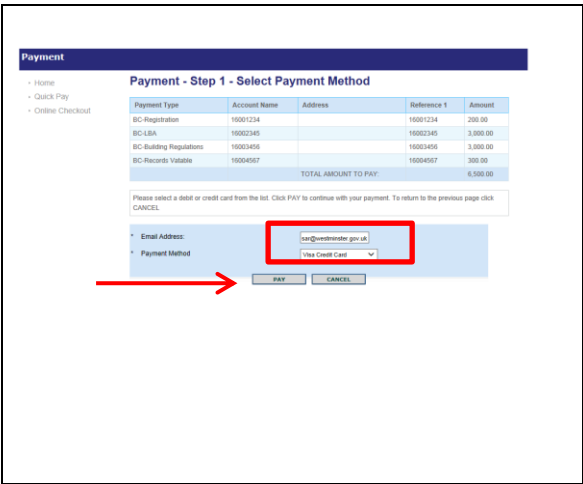 Payment
- Home
- Quick Pay
- Online Checkout
Payment - Step 1 - Select Payment Method
Payment Type Account Name Address Reference 1 Amount
BC-Registration 16001234 16001234 200.00
BC-LBA 16002345 16002345 3,000.00
BC-Building Regulations 16003456 16003456 3,000.00
BC-Records Vatable 16004567 16004567 300.00
TOTAL AMOUNT TO PAY: 6,500.00
Please select a debit or credit card from the list. Click PAY to continue with your payment. To return to the previous page click
CANCEL
* Email Address: sar@westminster.gov.uk
* Payment Method Visa Credit Card
PAY CANCEL